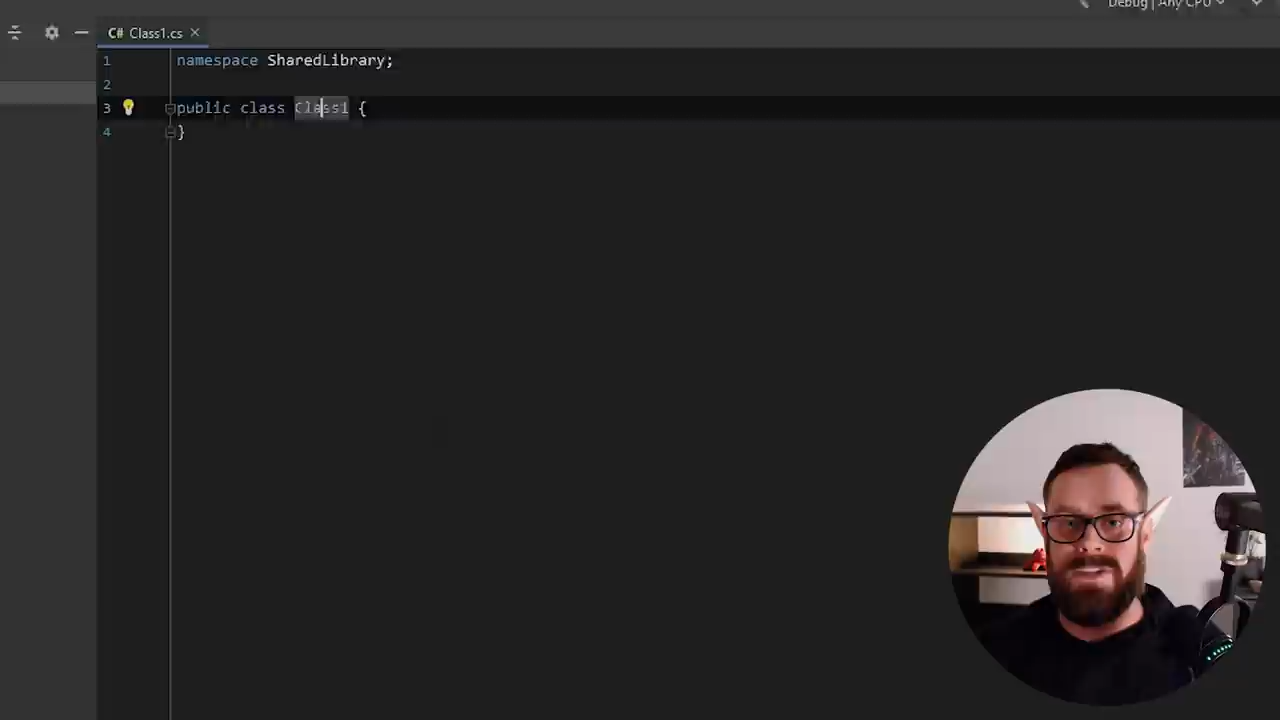 Debug | Any CPU
C# Class1.cs
1 namespace SharedLibrary;
2
3 public class Class1 {
4 }